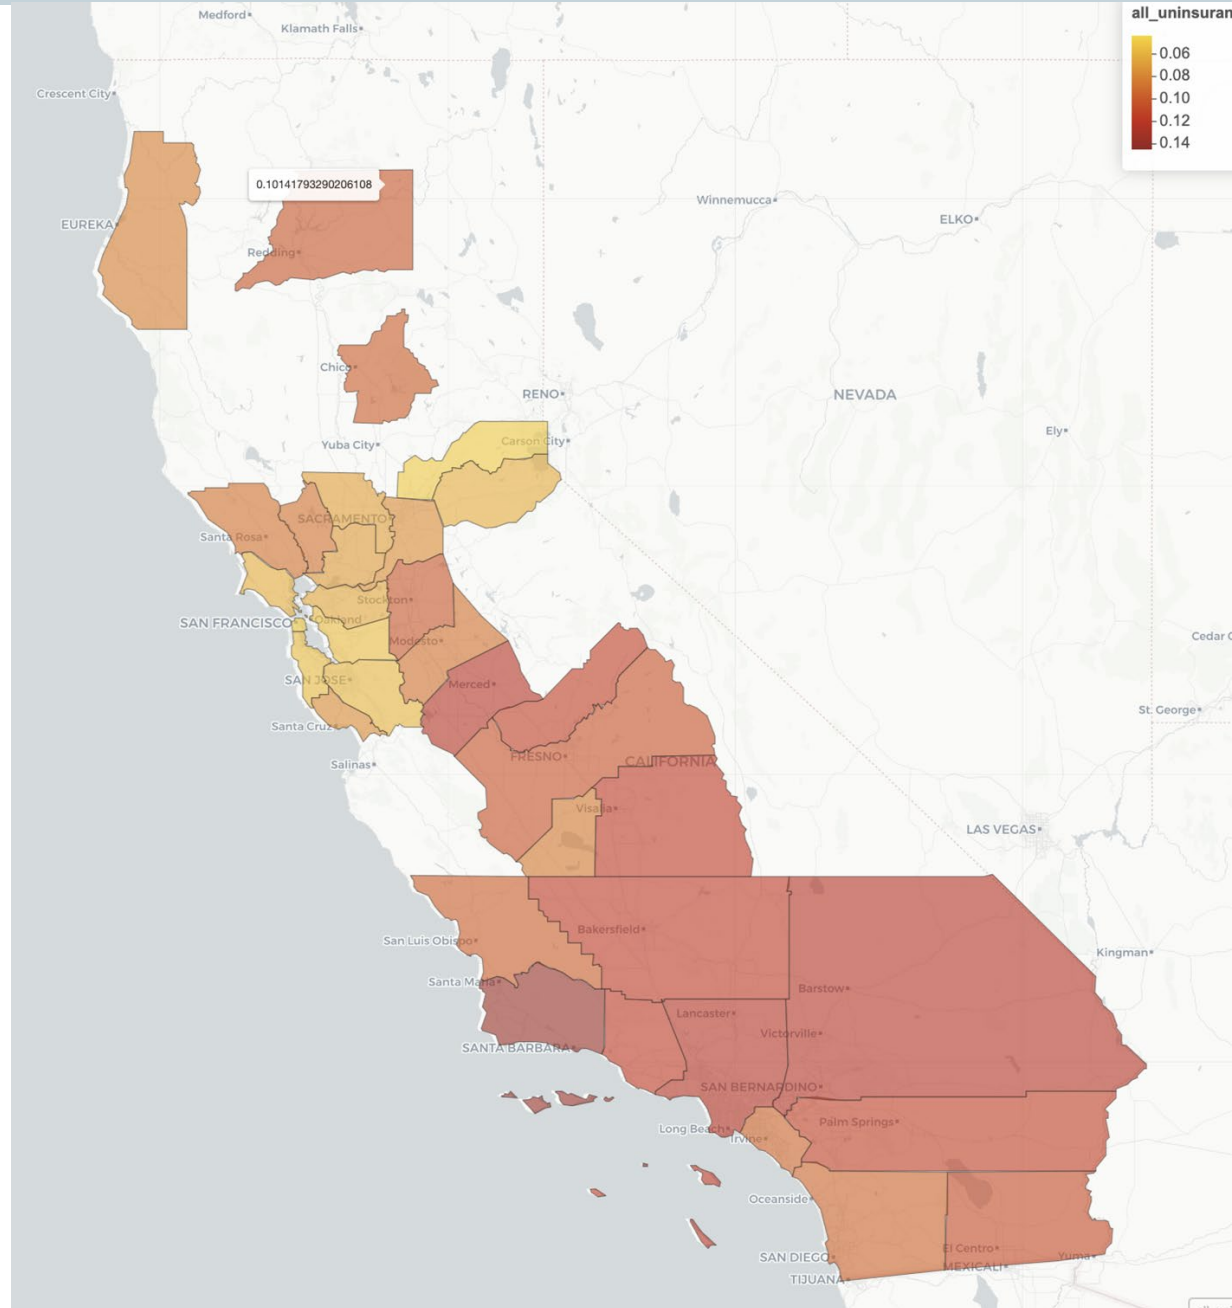 Medford
Klamath Falls
all_uninsuran
0.06
0.08
0.10
0.12
0.14
Crescent City
0.10141793290206108
Winnemucca
EUREKA
ELKO
Redding
Chico
RENO
NEVADA
Yuba City
Carson City
Ely
SACRAMENTO
Santa Rosa
Stockton
SAN FRANCISCO
Oakland
Modesto
Cedar C
SAN JOSE
Merced
St. George
Santa Cruz
Salinas
FRESNO
CALIFORNIA
Visalia
LAS VEGAS
Bakersfield
San Luis Obispo
Kingman
Santa Maria
Barstow
Lancaster
Victorville
SANTA BARBARA
SAN BERNARDINO
Palm Springs
Long Beach
Irvine
Oceanside
El Centro
SAN DIEGO
Yuma
MEXICALI
TIJUANA